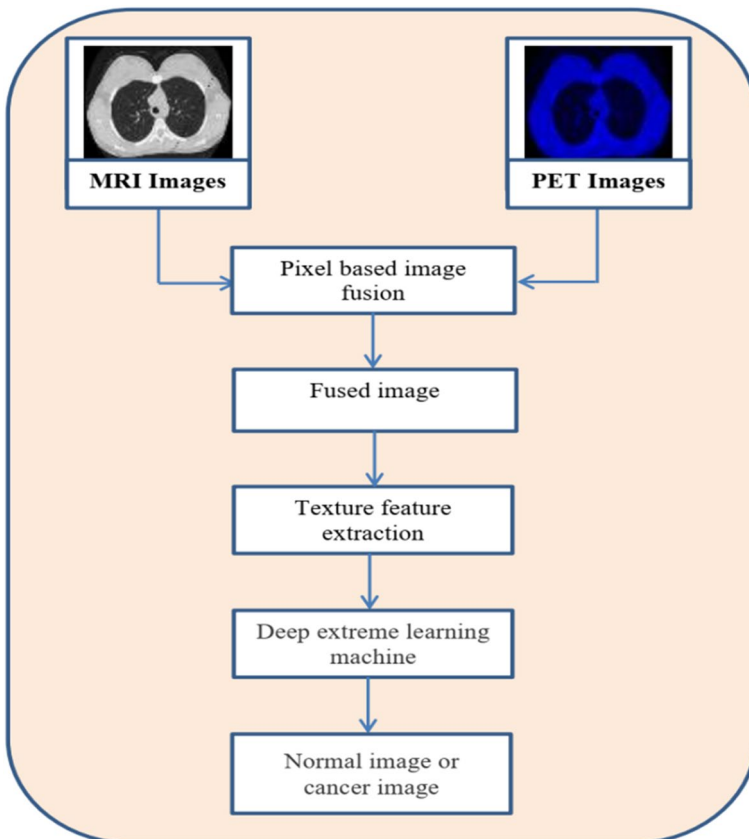 MRI Images
PET Images
Pixel based image
fusion
Fused image
Texture feature
extraction
Deep extreme learning
machine
Normal image or
cancer image